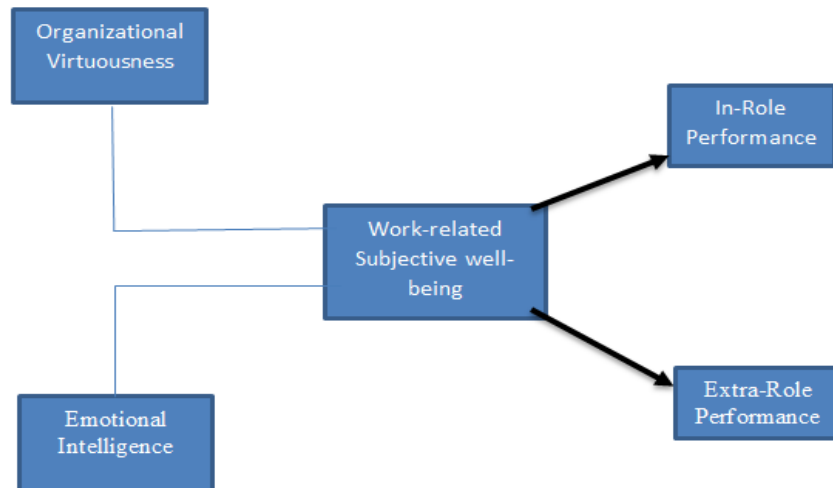 Organizational
Virtuousness
In-Role
Performance
Work-related
Subjective well-
being
Extra-Role
Performance
Emotional
Intelligence